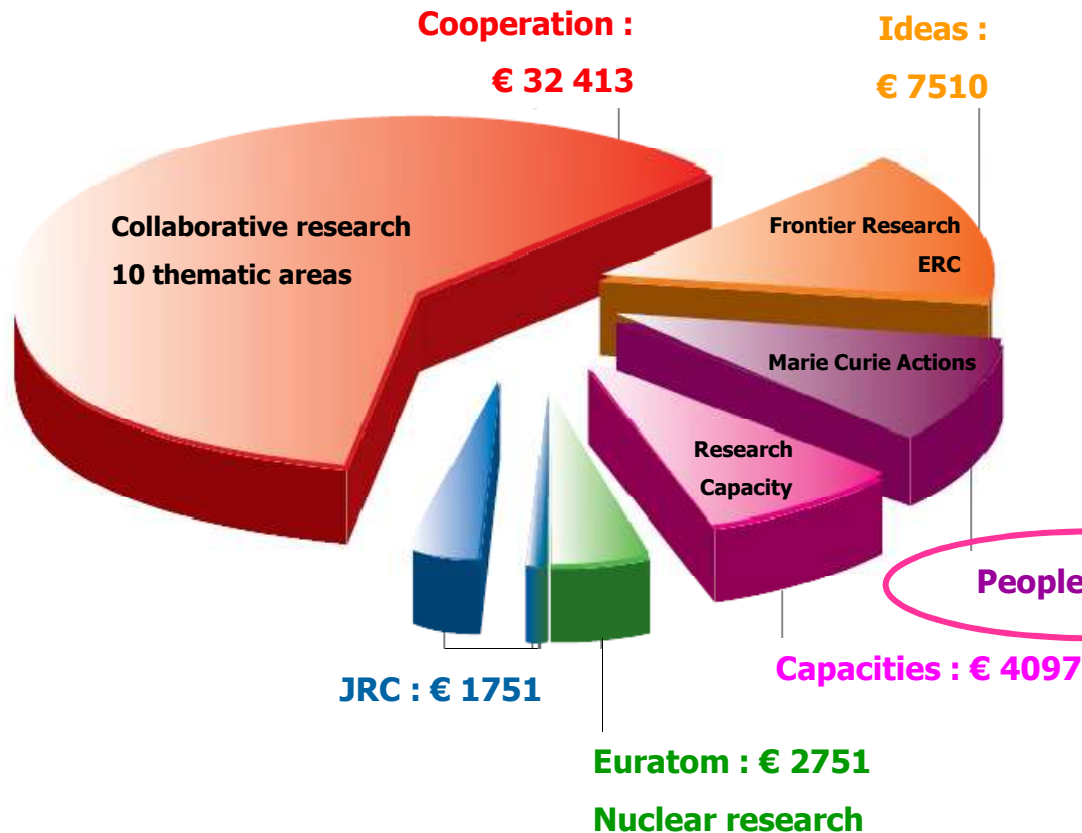 Cooperation :
€ 32 413
Ideas :
€ 7510
Collaborative research
10 thematic areas
Frontier Research
ERC
Marie Curie Actions
Research
Capacity
People
Capacities : € 4097
JRC : € 1751
Euratom : € 2751
Nuclear research